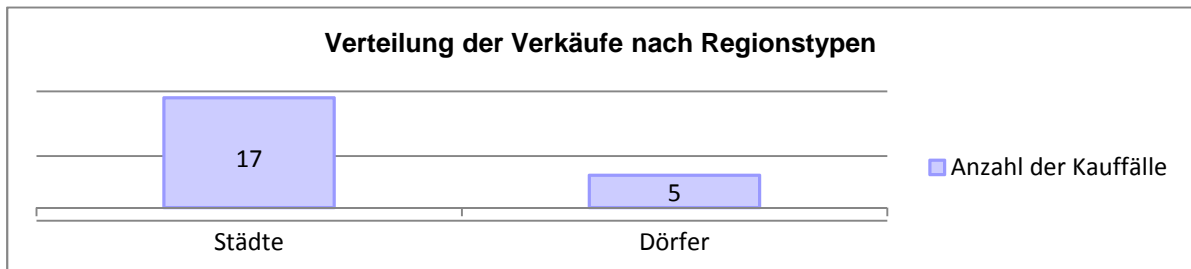 Verteilung der Verkäufe nach Regionstypen
17
5
Anzahl der Kauffälle
Städte
Dörfer